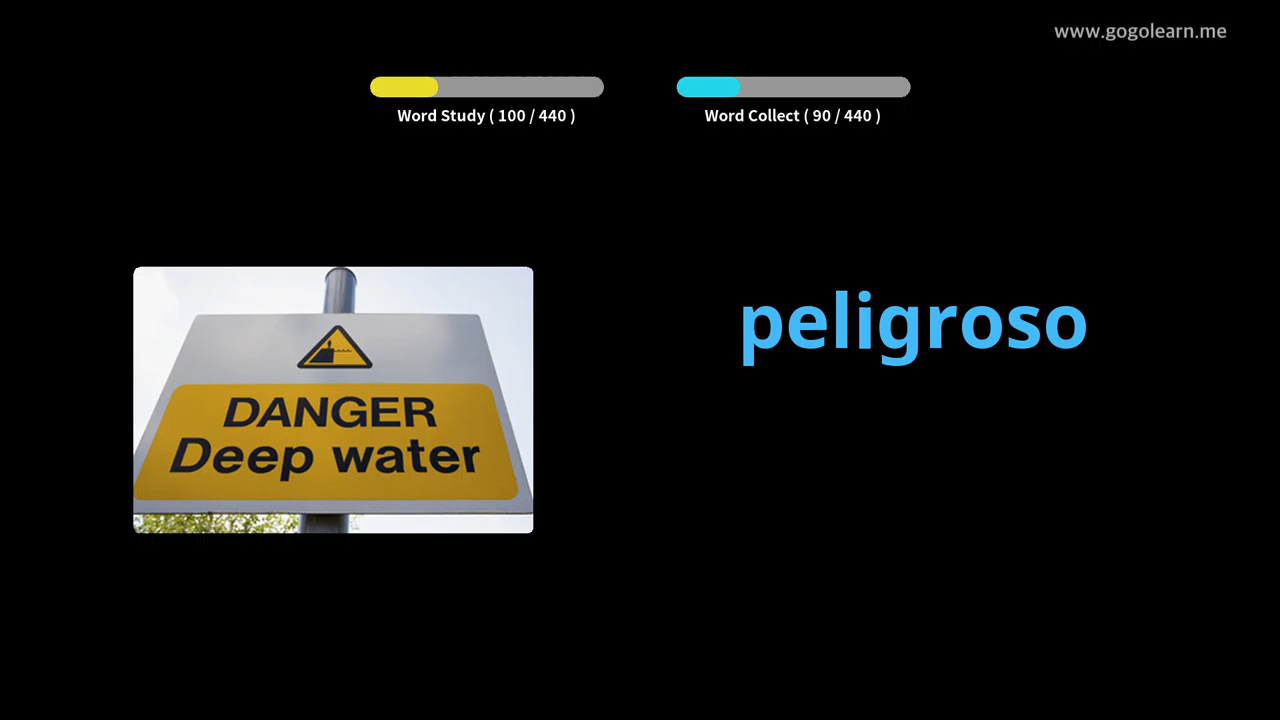 www.gogolearn.me
Word Study ( 100 / 440 )
Word Collect ( 90 / 440 )
peligroso
DANGER
Deep water